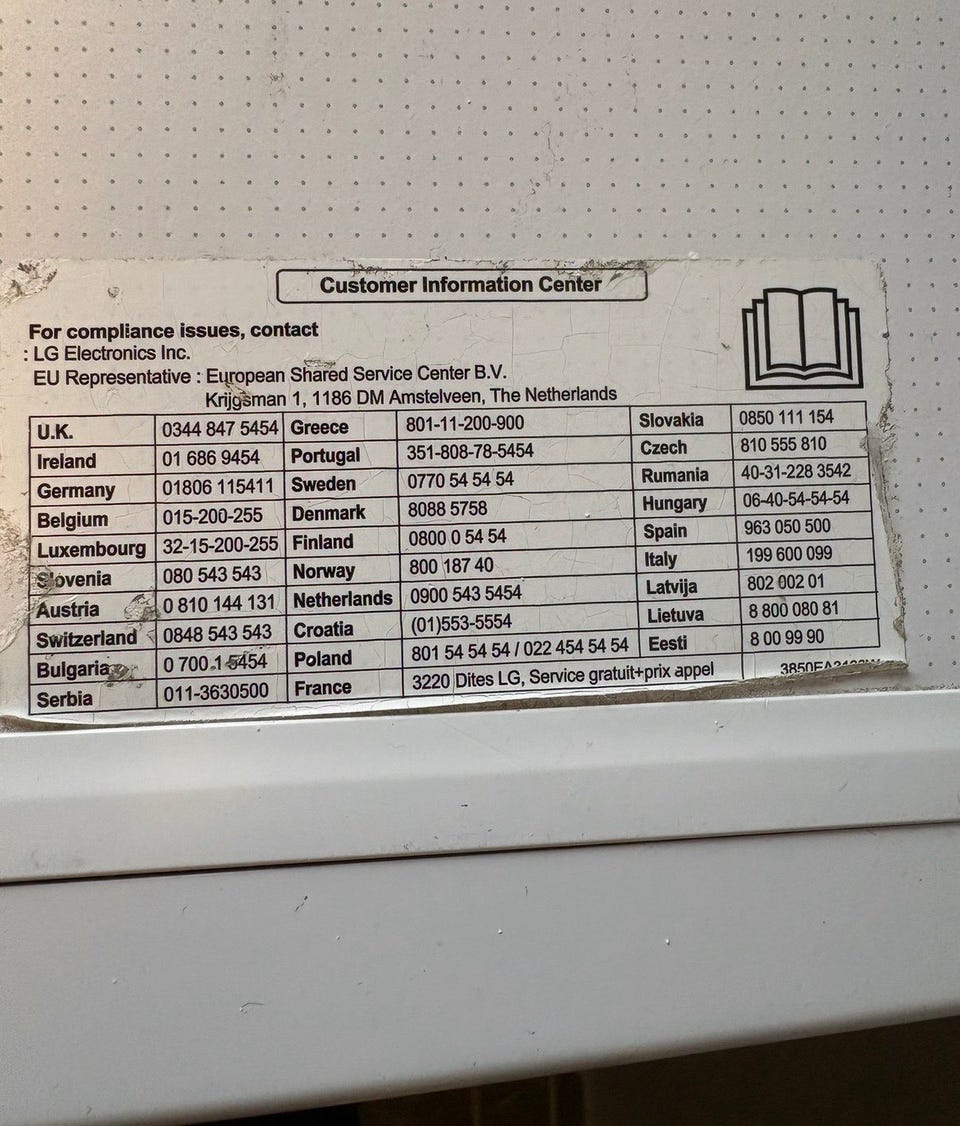 Customer Information Center
For compliance issues, contact
: LG Electronics Inc.
EU Representative : European Shared Service Center B.V.
Krijgsman 1, 1186 DM Amstelveen, The Netherlands
U.K. 0344 847 5454 Greece 801-11-200-900 Slovakia 0850 111 154
Ireland 01 686 9454 Portugal 351-808-78-5454 Czech 810 555 810
Germany 01806 115411 Sweden 0770 54 54 54 Rumania 40-31-228 3542
Belgium 015-200-255 Denmark 8088 5758 Hungary 06-40-54-54-54
Luxembourg 32-15-200-255 Finland 0800 0 54 54 Spain 963 050 500
Slovenia 080 543 543 Norway 800 187 40 Italy 199 600 099
Austria 0 810 144 131 Netherlands 0900 543 5454 Latvija 802 002 01
Switzerland 0848 543 543 Croatia (01)553-5554 Lietuva 8 800 080 81
Bulgaria 0 700 1 5454 Poland 801 54 54 54 / 022 454 54 54 Eesti 8 00 99 90
Serbia 011-3630500 France 3220 Dites LG, Service gratuit+prix appel